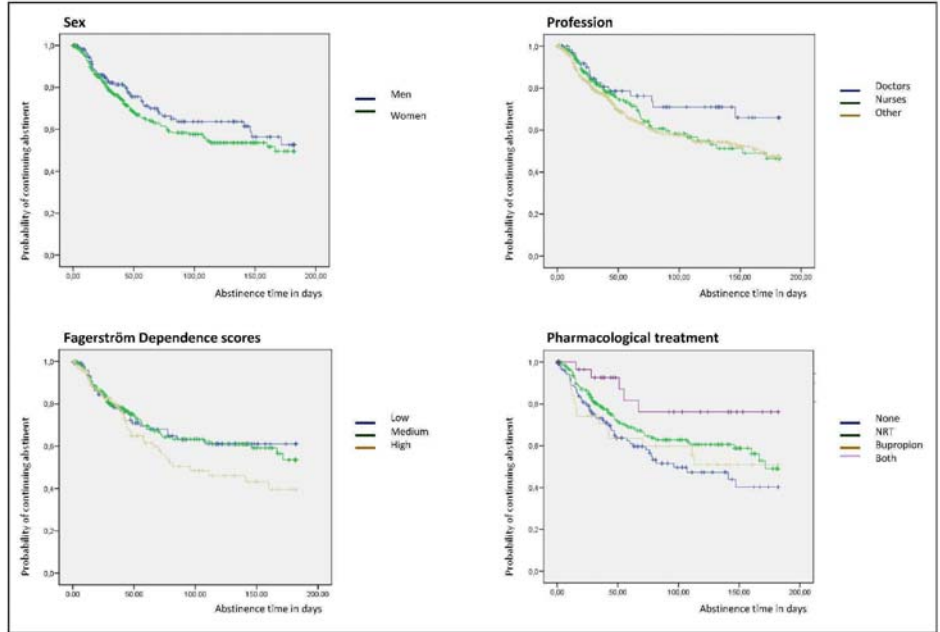 Sex
Probability of continuing abstinent
1,0
0,8
0,6
0,4
0,2
0,0
0,00 50,00 100,00 150,00 200,00
Abstinence time in days
Men
Women
Profession
Probability of continuing abstinent
1,0
0,8
0,6
0,4
0,2
0,0
0,00 50,00 100,00 150,00 200,00
Abstinence time in days
Doctors
Nurses
Other
Fagerström Dependence scores
Probability of continuing abstinent
1,0
0,8
0,6
0,4
0,2
0,0
0.00 50,00 100,00 150,00 200,00
Abstinence time in days
Low
Medium
High
Pharmacological treatment
Probability of continuing abstinent
1,0
0,8
0,6
0,4
0,2
0,0
0,00 50,00 100,00 150,00 200,00
Abstinence time in days
None
NRT
Bupropion
Both